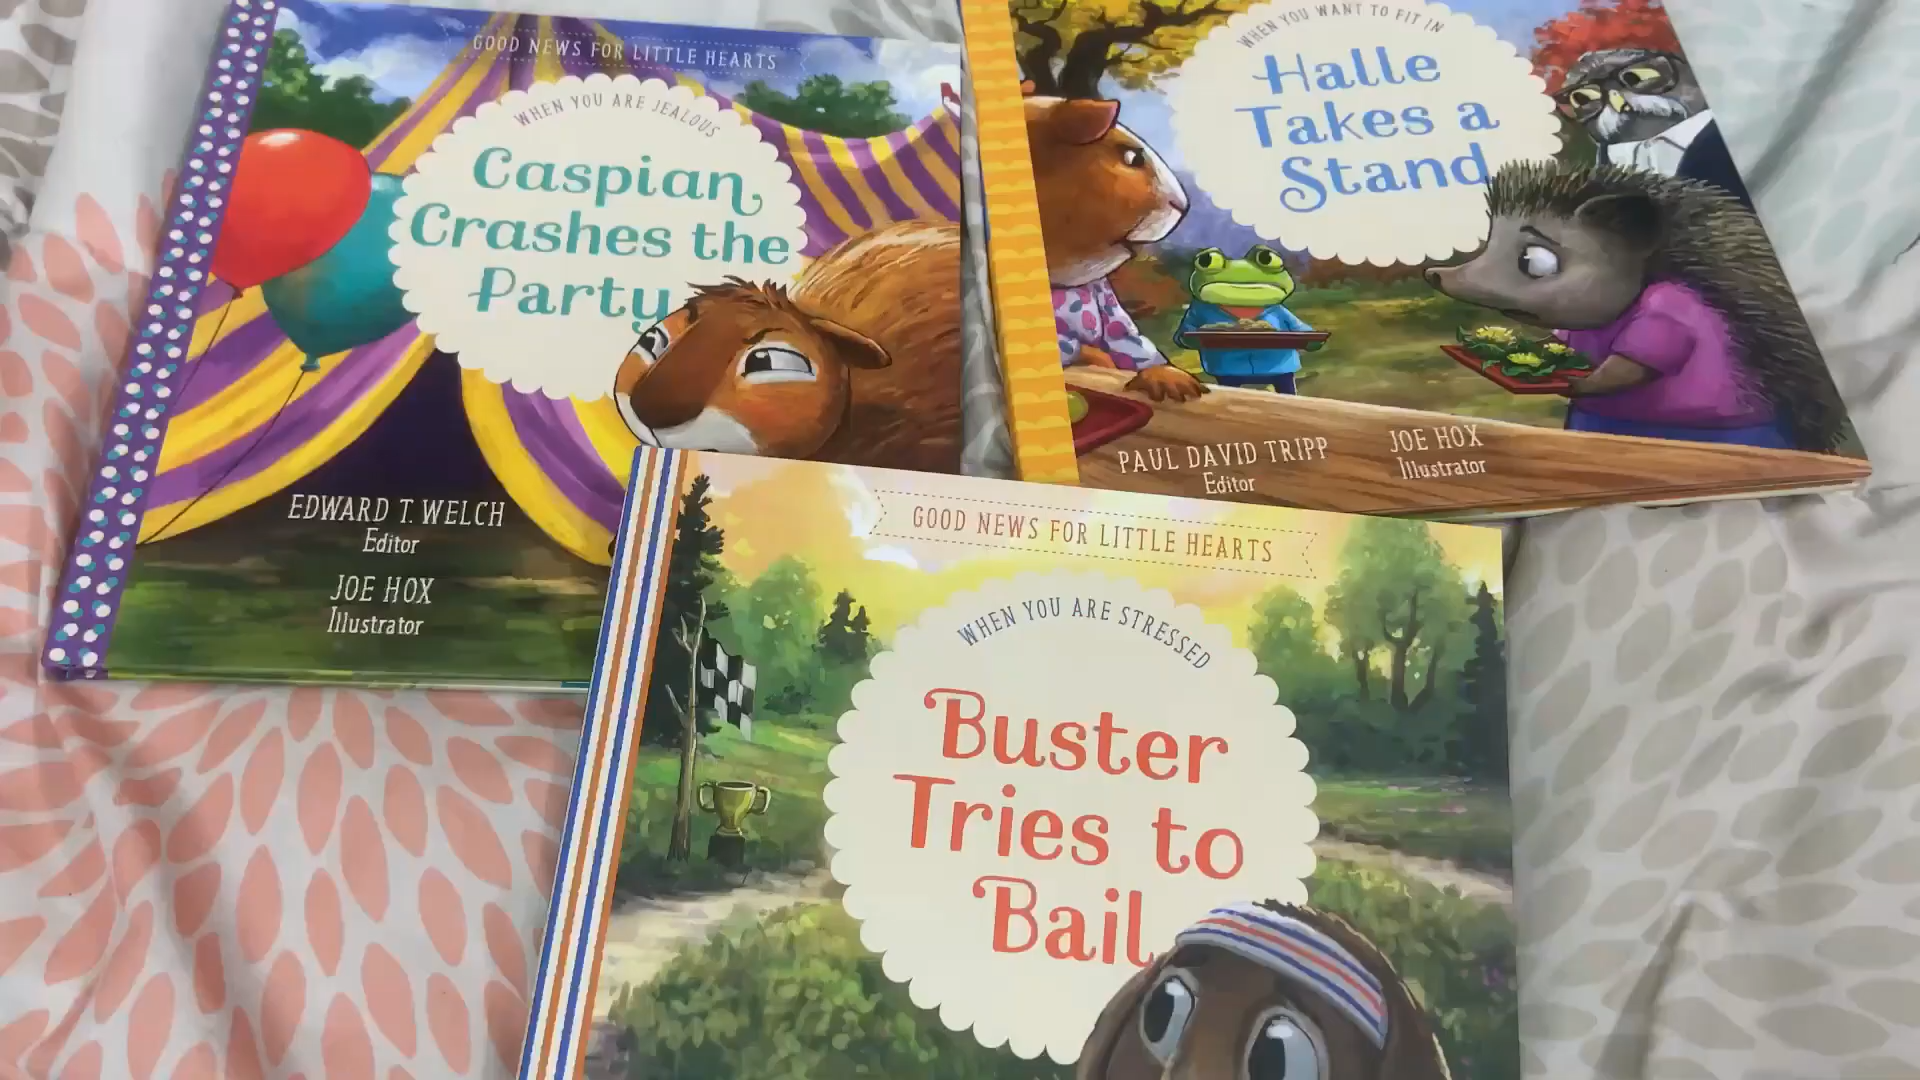 GOOD NEWS FOR LITTLE HEARTS
WHEN YOU ARE JEALOUS
Caspian
Crashes the
Party
EDWARD T. WELCH
Editor
JOE HOX
Illustrator
WHEN YOU WANT TO FIT IN
Halle
Takes a
Stand
PAUL DAVID TRIPP
Editor
JOE HOX
Illustrator
GOOD NEWS FOR LITTLE HEARTS
WHEN YOU ARE STRESSED
Buster
Tries to
Bail